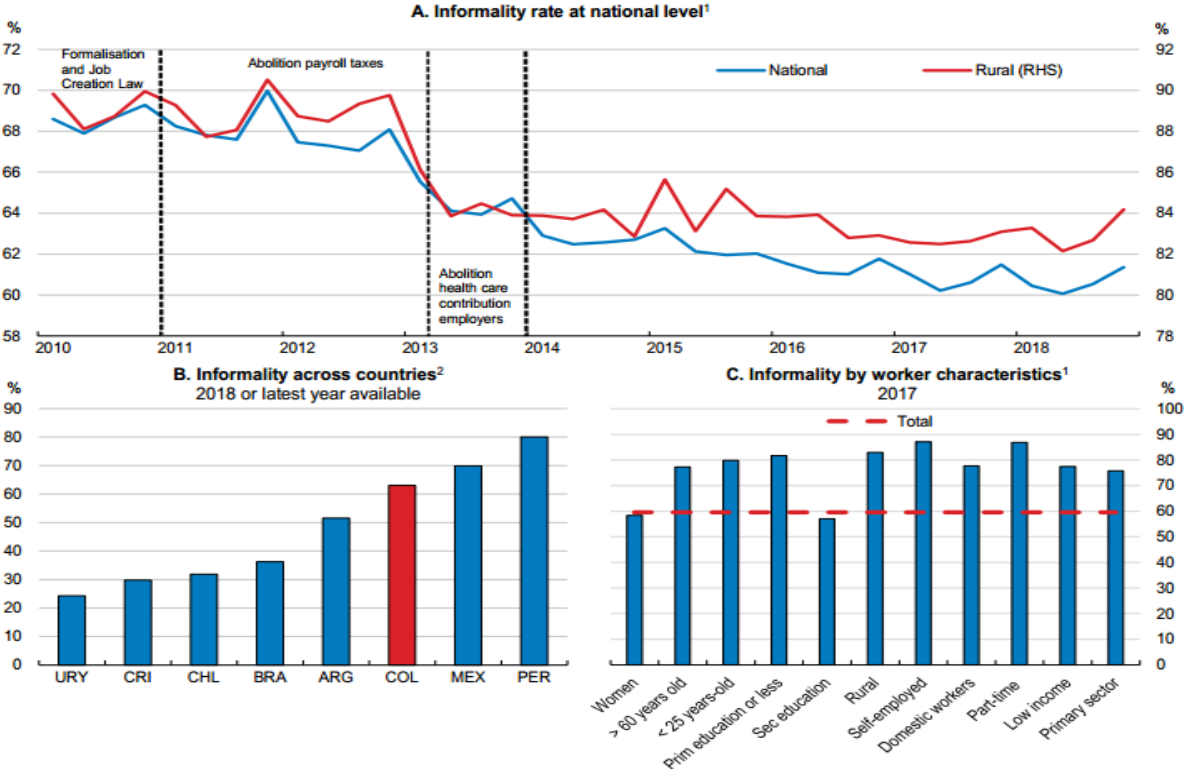 A. Informality rate at national level¹
%
%
72
92
Formalisation
and Job
Creation Law
Abolition payroll taxes
National
Rural (RHS)
70
90
68
88
66
86
64
84
62
82
Abolition
health care
contribution
employers
60
80
58
78
2010
2011
2012
2013
2014
2015
2016
2017
2018
B. Informality across countries²
2018 or latest year available
%
90
80
70
60
50
40
30
20
10
0
URY
CRI
CHL
BRA
ARG
COL
MEX
PER
C. Informality by worker characteristics¹
2017
%
Total
100
90
80
70
60
50
40
30
20
10
0
Women
> 60 years old
< 25 years-old
Prim education or less
Sec education
Rural
Self-employed
Domestic workers
Part-time
Low income
Primary sector